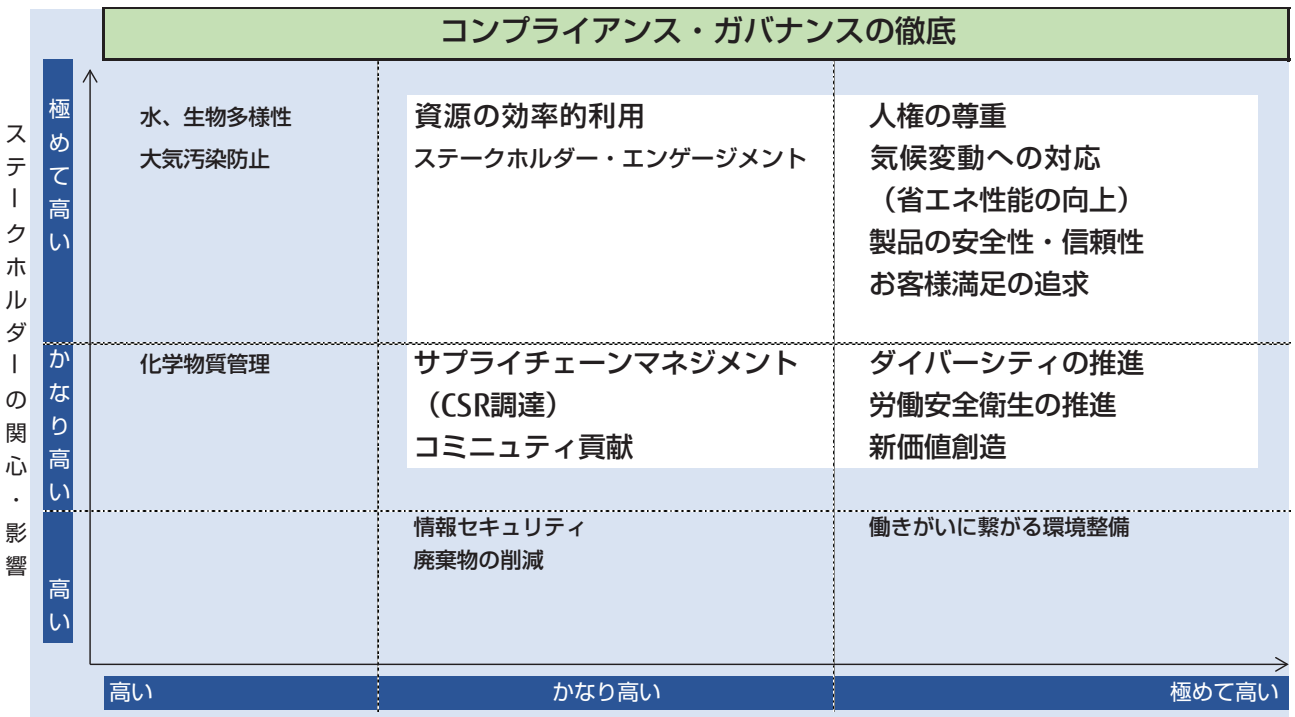 コンプライアンス・ガバナンスの徹底
ステークホルダーの関心・影響
極めて高い
水、生物多様性
大気汚染防止
資源の効率的利用
ステークホルダー・エンゲージメント
人権の尊重
気候変動への対応
（省エネ性能の向上）
製品の安全性・信頼性
お客様満足の追求
かなり高い
化学物質管理
サプライチェーンマネジメント
（CSR調達）
コミニュティ貢献
ダイバーシティの推進
労働安全衛生の推進
新価値創造
高い
情報セキュリティ
廃棄物の削減
働きがいに繋がる環境整備
高い
かなり高い
極めて高い